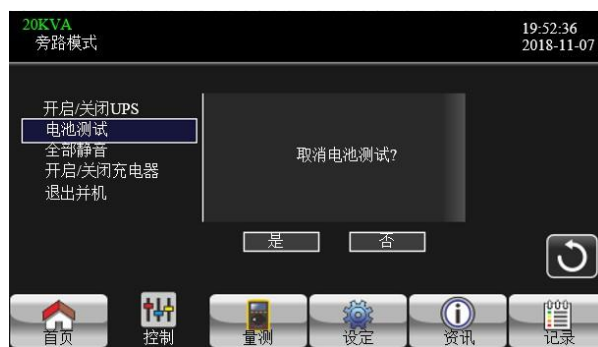 20KVA
旁路模式
19:52:36
2018-11-07
开启/关闭UPS
电池测试
全部静音
开启/关闭充电器
退出并机
取消电池测试?
是
否
首页
控制
量测
设定
资讯
记录